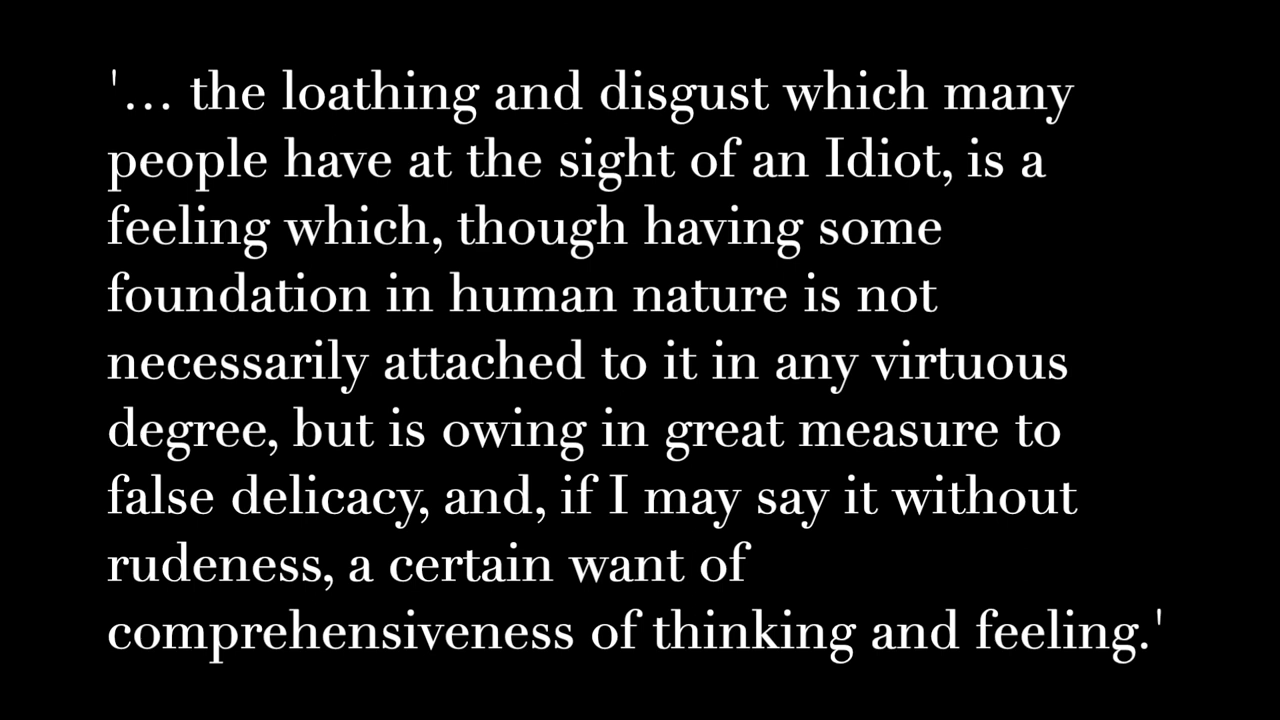 '... the loathing and disgust which many
people have at the sight of an Idiot, is a
feeling which, though having some
foundation in human nature is not
necessarily attached to it in any virtuous
degree, but is owing in great measure to
false delicacy, and, if I may say it without
rudeness, a certain want of
comprehensiveness of thinking and feeling.'